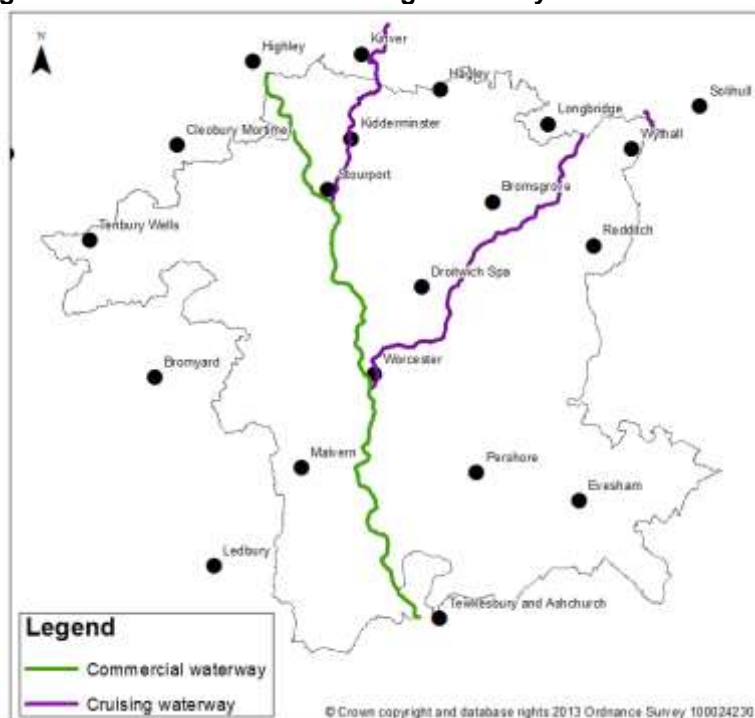 N
Highley
Kinver
Hagley
Solihull
Longbridge
Cleobury Mortimer
Kidderminster
Wythall
Stourport
Bromsgrove
Tenbury Wells
Redditch
Droitwich Spa
Bromyard
Worcester
Malvern
Pershore
Evesham
Ledbury
Tewkesbury and Ashchurch
Legend
Commercial waterway
Cruising waterway
© Crown copyright and database rights 2013 Ordnance Survey 100024230